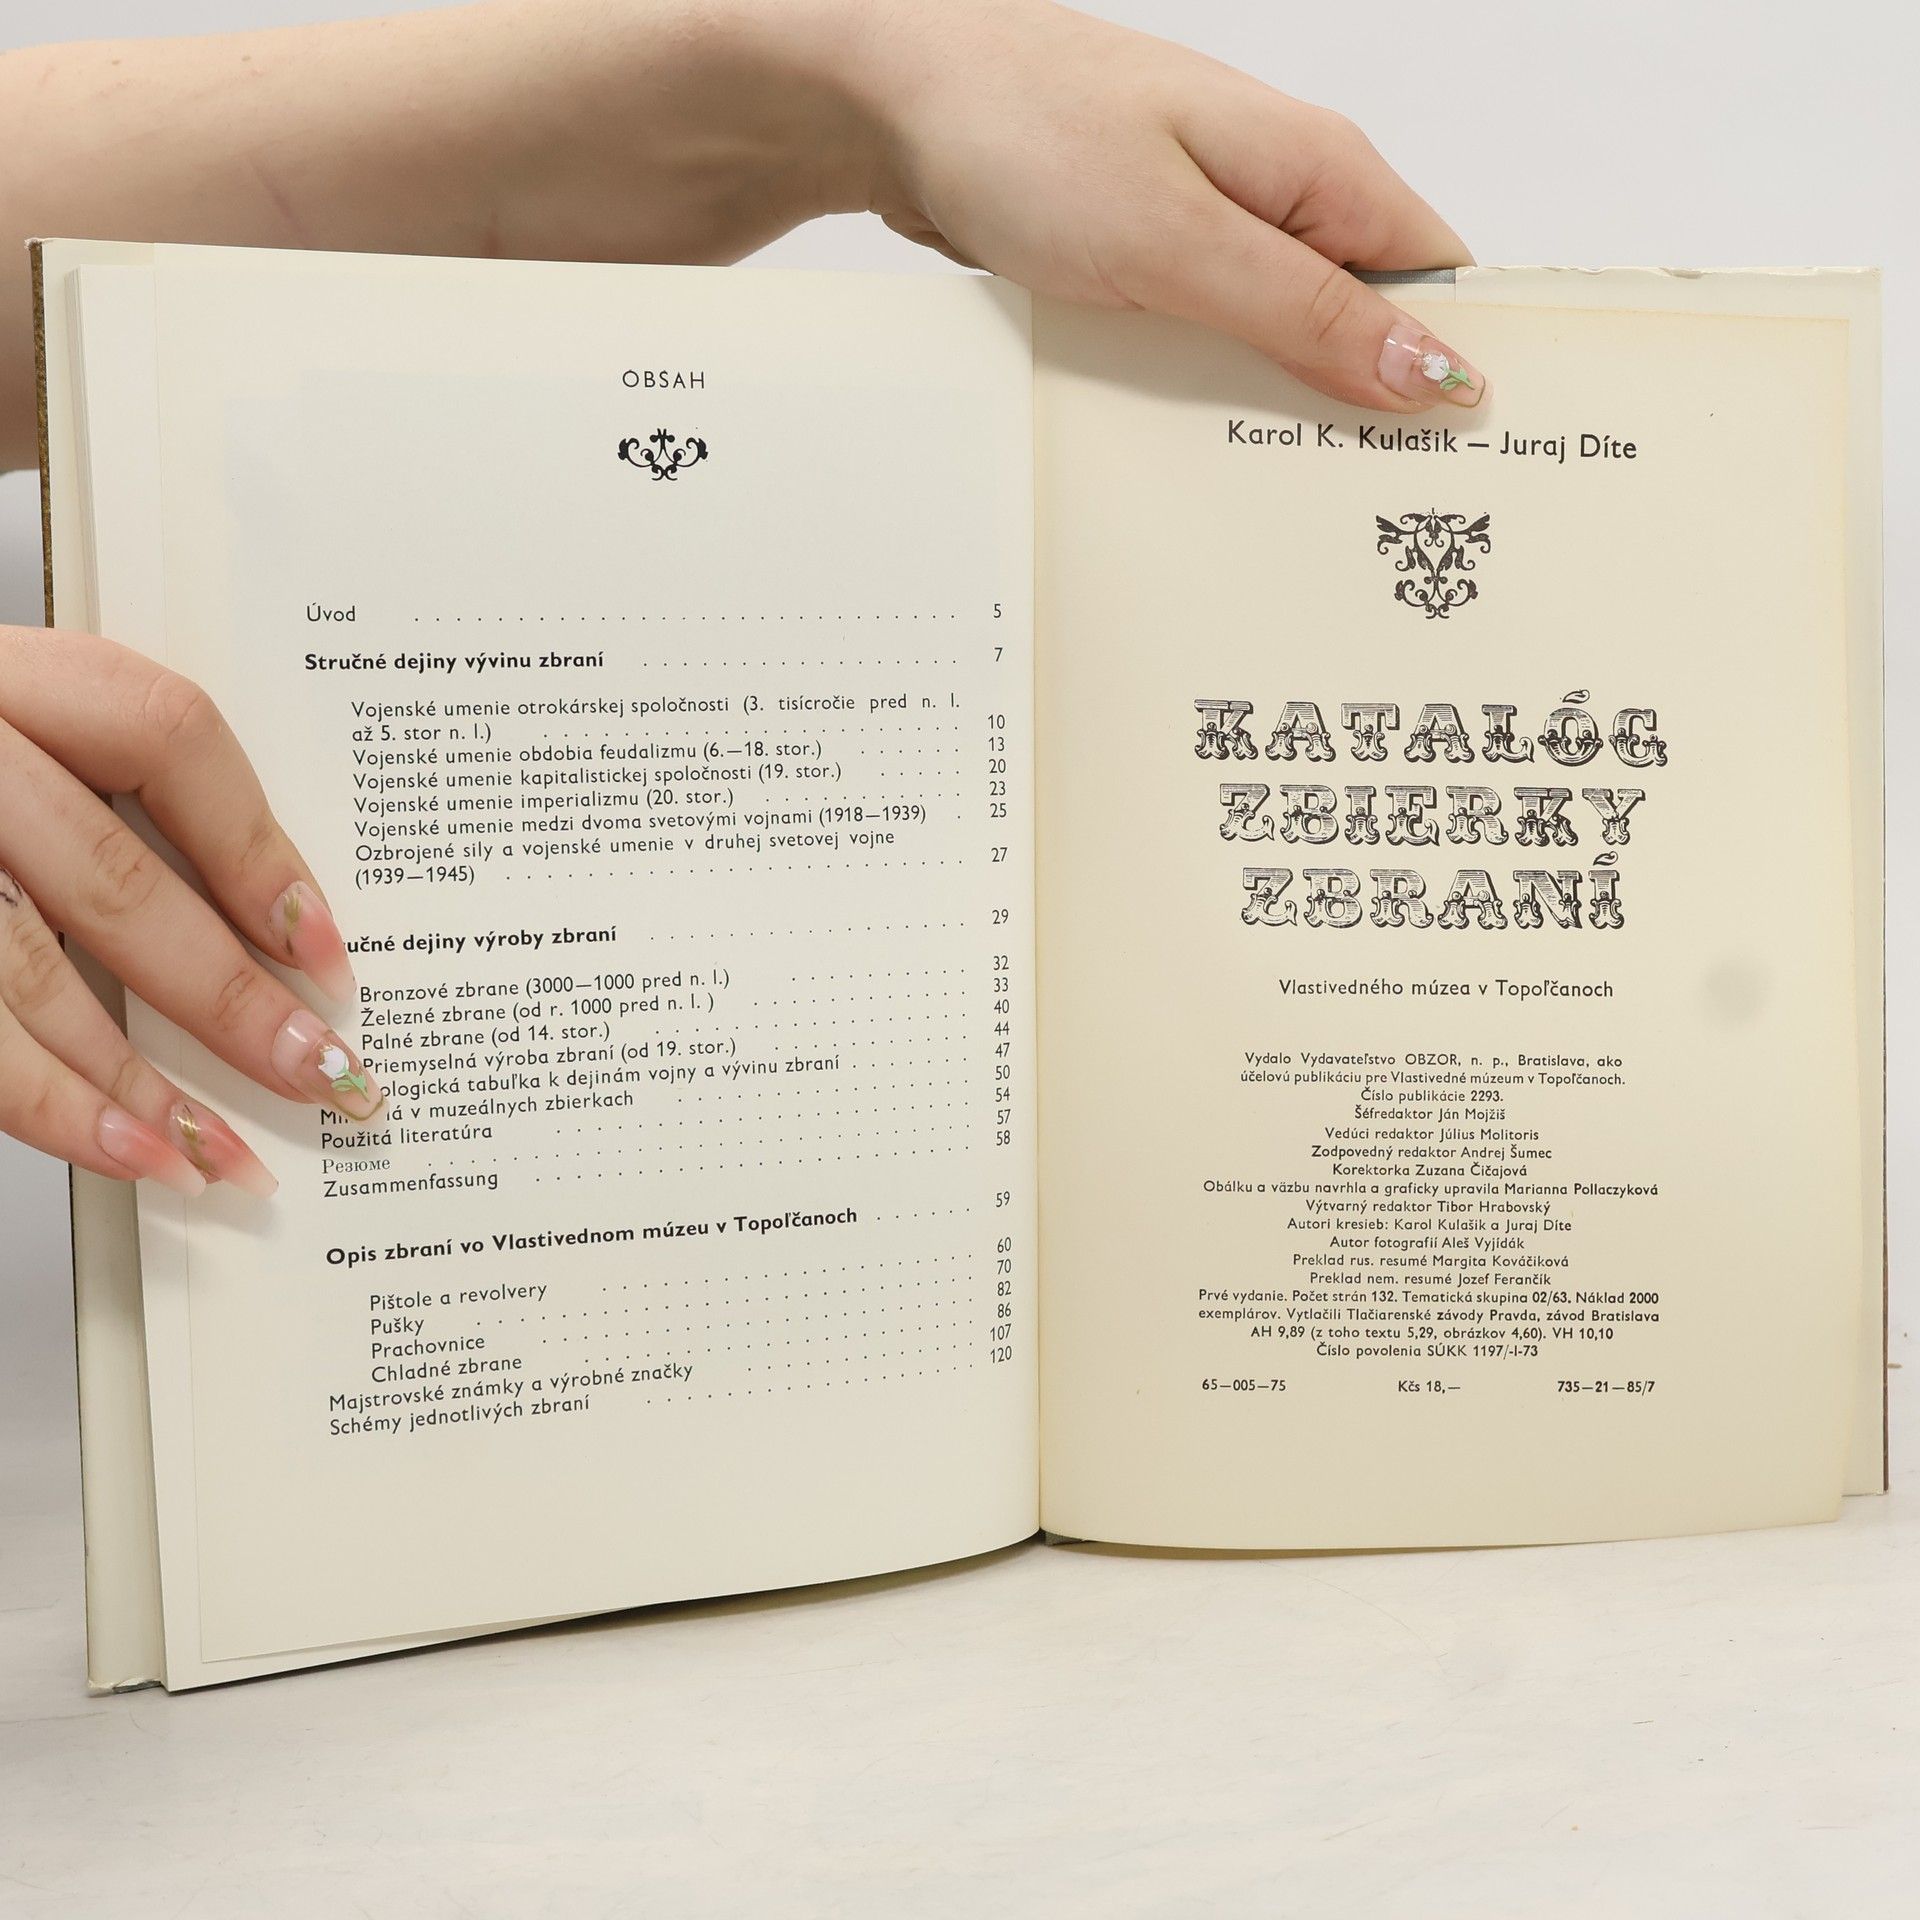 OBSAH
Úvod . . . . . . . . . . . . . . . . . . . . . . . . . . . 5
Stručné dejiny vývinu zbraní . . . . . . . . . . . . . . . . 7
Vojenské umenie otrokárskej spoločnosti (3. tisícročie pred n. l.
až 5. stor n. l.) . . . . . . . . . . . . . . . . . . . . . 10
Vojenské umenie obdobia feudalizmu (6.—18. stor.) . . . . . . 13
Vojenské umenie kapitalistickej spoločnosti (19. stor.) . . . . . 20
Vojenské umenie imperializmu (20. stor.) . . . . . . . . . . 23
Vojenské umenie medzi dvoma svetovými vojnami (1918—1939) . 25
Ozbrojené sily a vojenské umenie v druhej svetovej vojne
(1939—1945) . . . . . . . . . . . . . . . . . . . . . . . 27
učné dejiny výroby zbraní . . . . . . . . . . . . . . . . 29
Bronzové zbrane (3000—1000 pred n. l.) . . . . . . . . . 32
Železné zbrane (od r. 1000 pred n. l. ) . . . . . . . . . . . 33
Palné zbrane (od 14. stor.) . . . . . . . . . . . . . . . . 40
Priemyselná výroba zbraní (od 19. stor.) . . . . . . . . . . 44
ologická tabuľka k dejinám vojny a vývinu zbraní . . . . . . 47
v muzeálnych zbierkach . . . . . . . . . . . . . . . . 50
Použitá literatúra . . . . . . . . . . . . . . . . . . . . . 54
Резюме . . . . . . . . . . . . . . . . . . . . . . . . . . 57
Zusammenfassung . . . . . . . . . . . . . . . . . . . . . 58
Opis zbraní vo Vlastivednom múzeu v Topoľčanoch . . . . . . 59
Pištole a revolvery . . . . . . . . . . . . . . . . . . . 60
Pušky . . . . . . . . . . . . . . . . . . . . . . . . . 70
Prachovnice . . . . . . . . . . . . . . . . . . . . . . 82
Chladné zbrane . . . . . . . . . . . . . . . . . . . . 86
Majstrovské známky a výrobné značky . . . . . . . . . . . 107
Schémy jednotlivých zbraní . . . . . . . . . . . . . . . . 120
Karol K. Kulašik — Juraj Díte
KATALÓG
ZBIERKY
ZBRANÍ
Vlastivedného múzea v Topoľčanoch
Vydalo Vydavateľstvo OBZOR, n. p., Bratislava, ako
účelovú publikáciu pre Vlastivedné múzeum v Topoľčanoch.
Číslo publikácie 2293.
Šéfredaktor Ján Mojžiš
Vedúci redaktor Július Molitoris
Zodpovedný redaktor Andrej Šumec
Korektorka Zuzana Čičajová
Obálku a väzbu navrhla a graficky upravila Marianna Pollaczyková
Výtvarný redaktor Tibor Hrabovský
Autori kresieb: Karol Kulašik a Juraj Díte
Autor fotografií Aleš Vyjídák
Preklad rus. resumé Margita Kováčiková
Preklad nem. resumé Jozef Ferančík
Prvé vydanie. Počet strán 132. Tematická skupina 02/63. Náklad 2000
exemplárov. Vytlačili Tlačiarenské závody Pravda, závod Bratislava
AH 9,89 (z toho textu 5,29, obrázkov 4,60). VH 10,10
Číslo povolenia SÚKK 1197/-I-73
65—005—75 Kčs 18,— 735—21—85/7